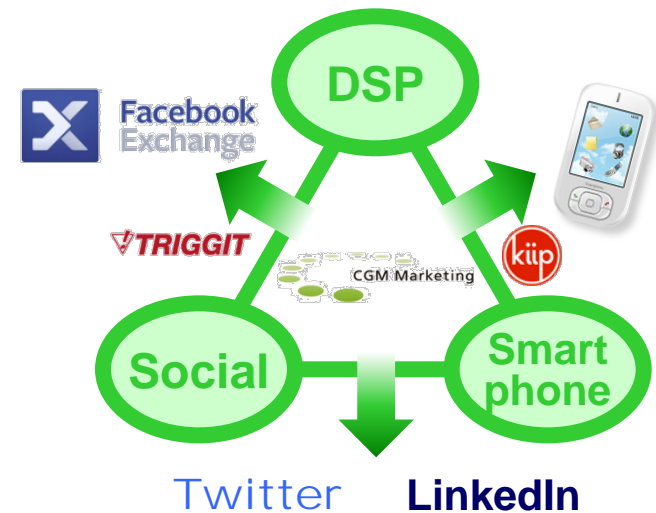 DSP
Facebook
Exchange
TRIGGIT
kiip
CGM Marketing
Social
Smart
phone
Twitter
LinkedIn